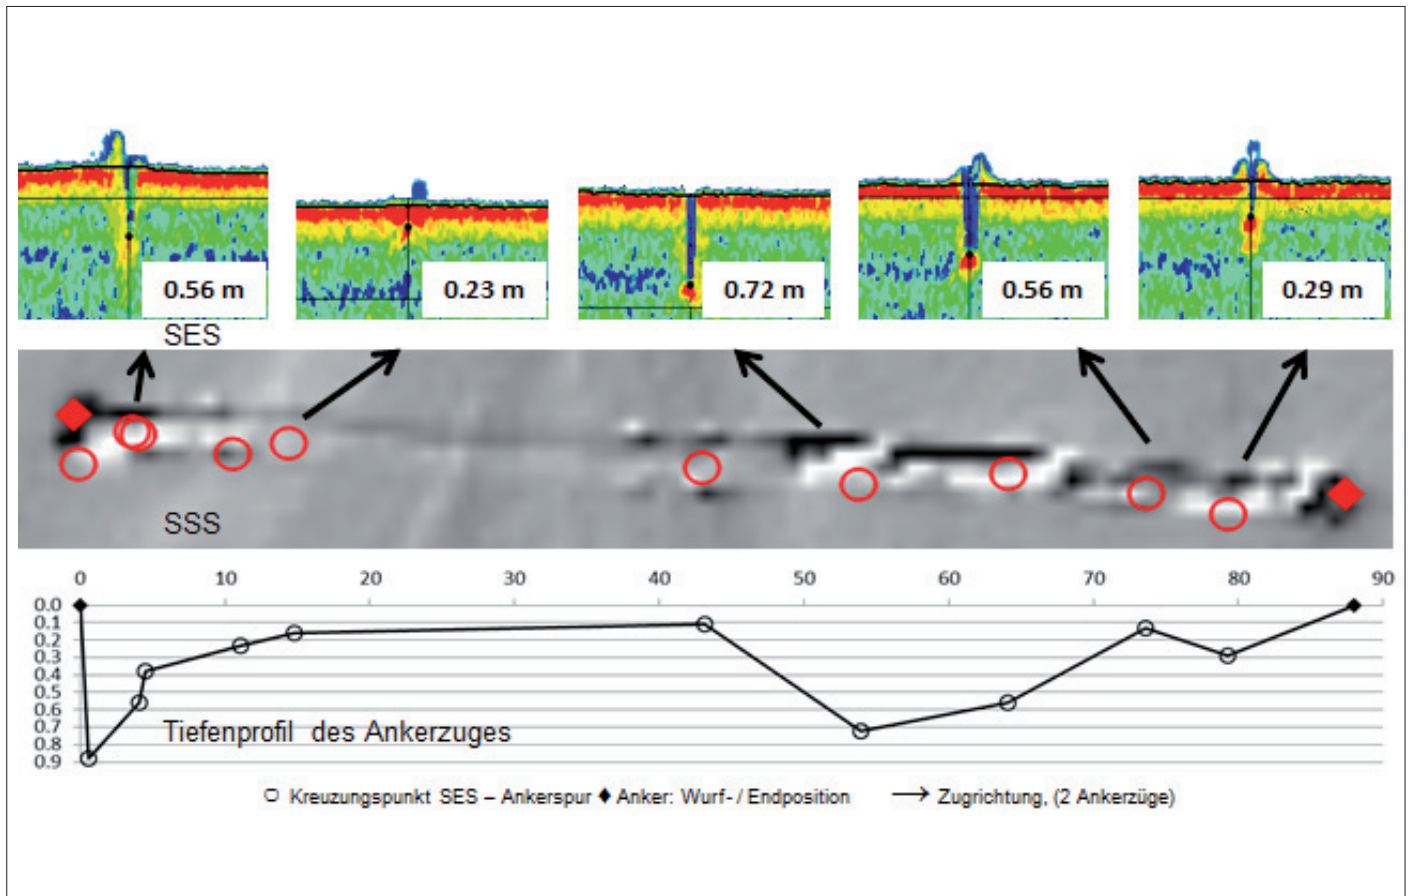 0.56 m 0.23 m 0.72 m 0.56 m 0.29 m
SES
SSS
0 10 20 30 40 50 60 70 80 90
0.0
0.1
0.2
0.3
0.4
0.5
0.6
0.7
0.8
0.9
Tiefenprofil des Ankerzuges
Kreuzungspunkt SES – Ankerspur Anker: Wurf- / Endposition Zugrichtung, (2 Ankerzüge)